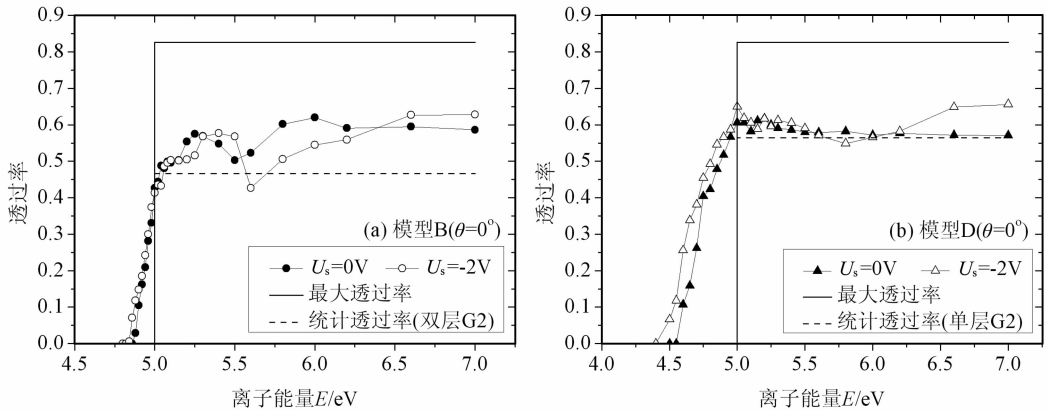 0.9
0.8
0.7
0.6
0.5
0.4
0.3
0.2
0.1
0.0
透过率
4.5 5.0 5.5 6.0 6.5 7.0
离子能量E/eV
(a) 模型B(θ=0°)
Us=0V Us=-2V
最大透过率
统计透过率(双层G2)
0.9
0.8
0.7
0.6
0.5
0.4
0.3
0.2
0.1
0.0
透过率
4.0 4.5 5.0 5.5 6.0 6.5 7.0
离子能量E/eV
(b) 模型D(θ=0°)
Us=0V Us=-2V
最大透过率
统计透过率(单层G2)